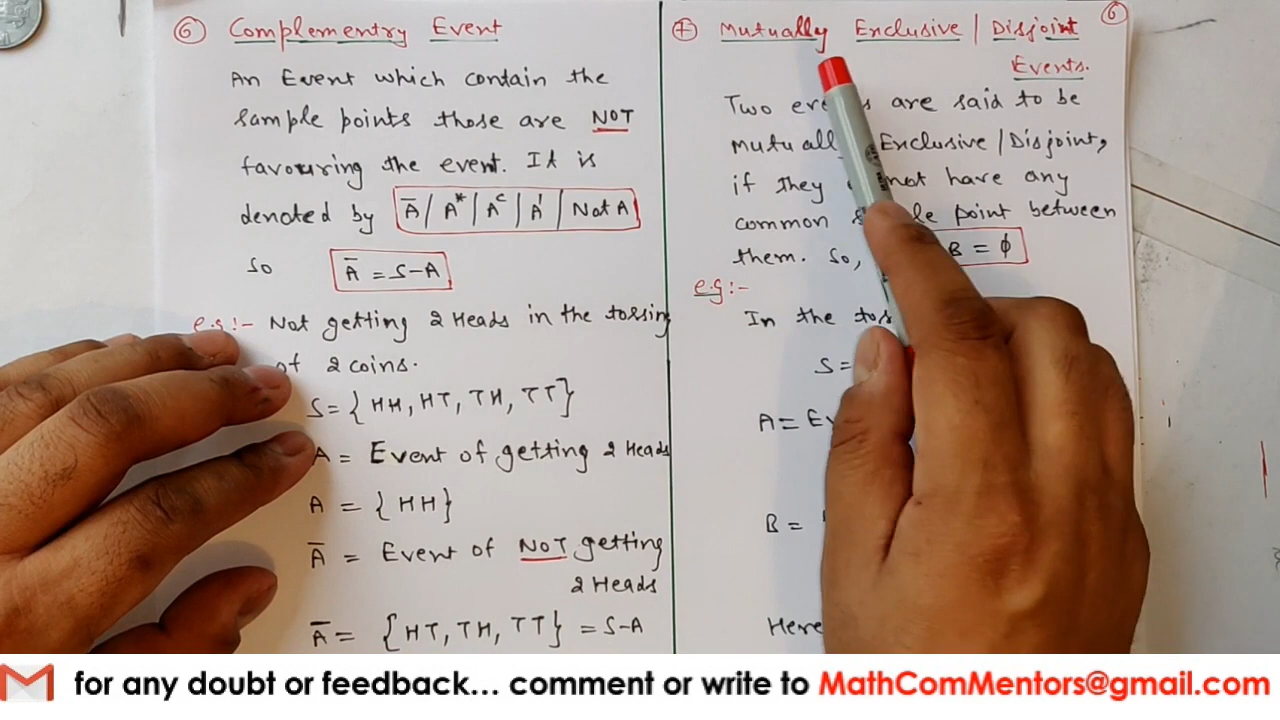 ⑥ Complementry Event
An Event which contain the
sample points those are NOT
favouring the event. It is
denoted by Ā / A* / Aᶜ / A' / Not A
so Ā = S-A
e.g:- Not getting 2 Heads in the tossing
of 2 coins.
S = { HH, HT, TH, TT }
A = Event of getting 2 Heads
A = { HH }
Ā = Event of NOT getting
2 Heads
Ā = { HT, TH, TT } = S-A
⑥
⑦ Mutually Exclusive / Disjoint
Events.
Two are said to be
Exclusive / Disjoint,
if they not have any
common point between
them. So, B = ϕ
e.g:-
In the
S =
A =
B =
Here
for any doubt or feedback... comment or write to MathComMentors@gmail.com